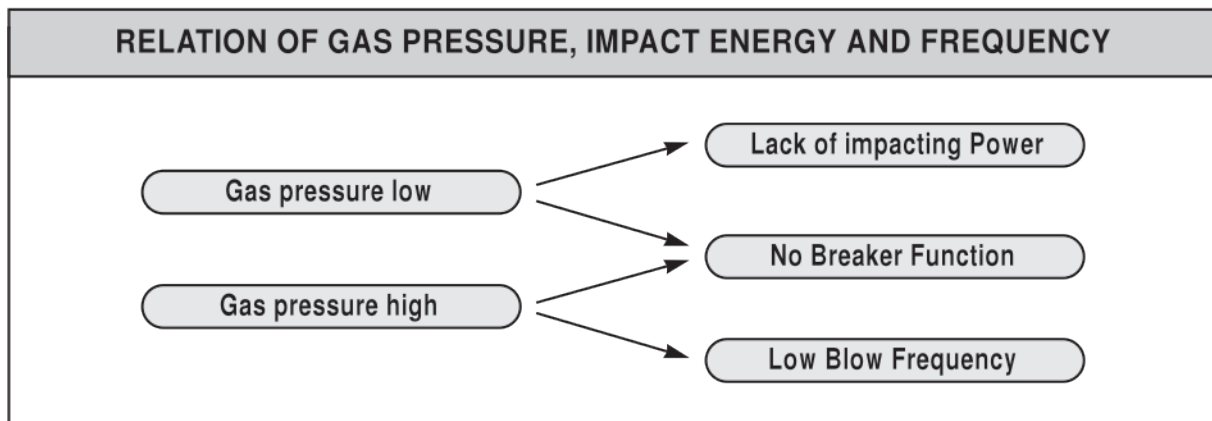 RELATION OF GAS PRESSURE, IMPACT ENERGY AND FREQUENCY
Lack of impacting Power
Gas pressure low
No Breaker Function
Gas pressure high
Low Blow Frequency